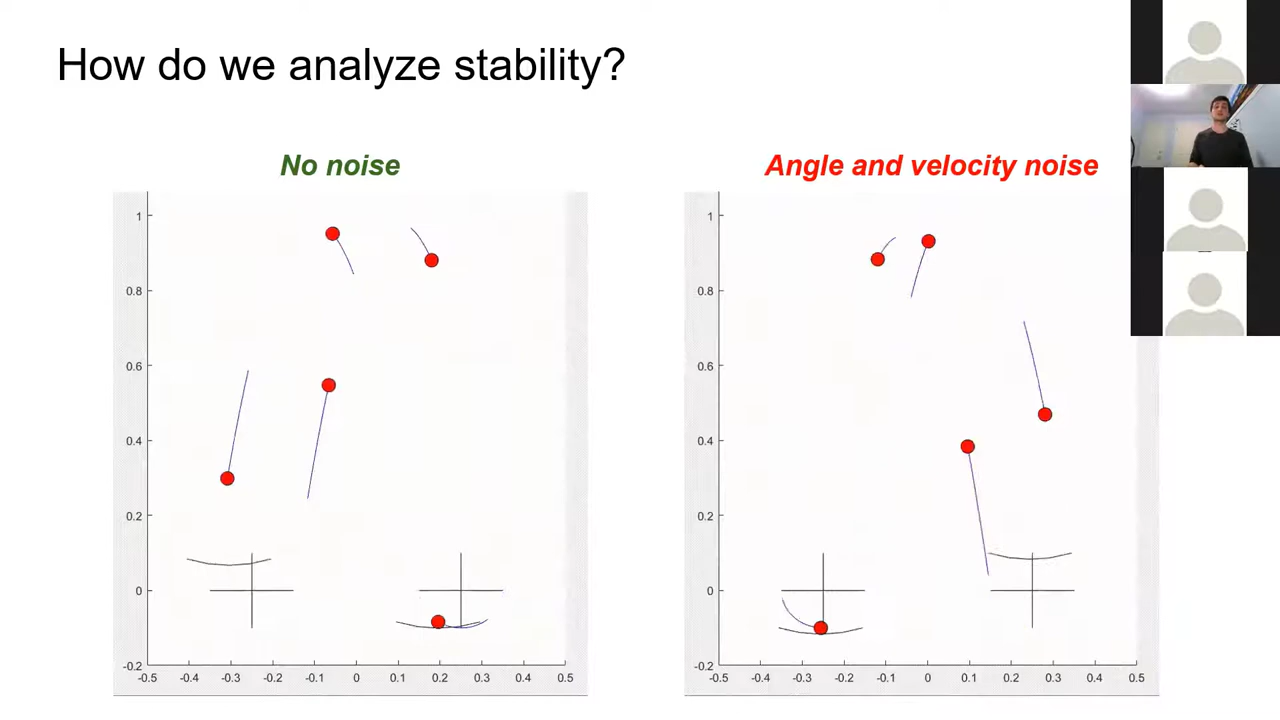 How do we analyze stability?
No noise
Angle and velocity noise
1
0.8
0.6
0.4
0.2
0
-0.2
-0.5 -0.4 -0.3 -0.2 -0.1 0 0.1 0.2 0.3 0.4 0.5
1
0.8
0.6
0.4
0.2
0
-0.2
-0.5 -0.4 -0.3 -0.2 -0.1 0 0.1 0.2 0.3 0.4 0.5